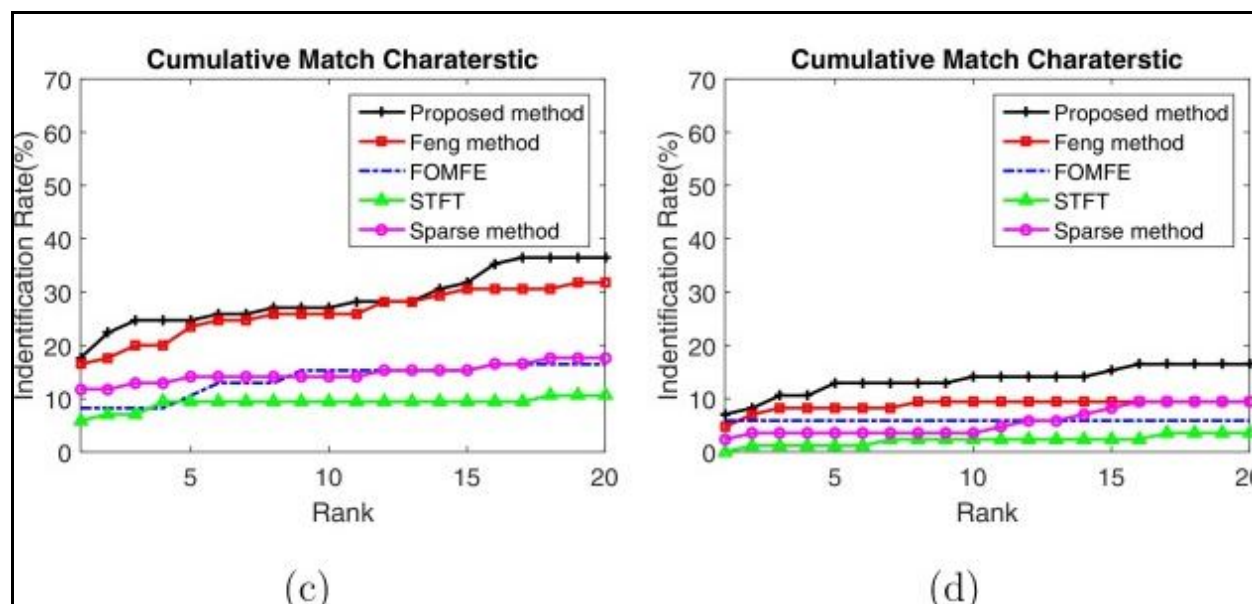 Cumulative Match Charaterstic
70
60
50
40
30
20
10
0
Indentification Rate(%)
Proposed method
Feng method
FOMFE
STFT
Sparse method
5
10
15
20
Rank
(c)
Cumulative Match Charaterstic
70
60
50
40
30
20
10
0
Indentification Rate(%)
Proposed method
Feng method
FOMFE
STFT
Sparse method
5
10
15
20
Rank
(d)